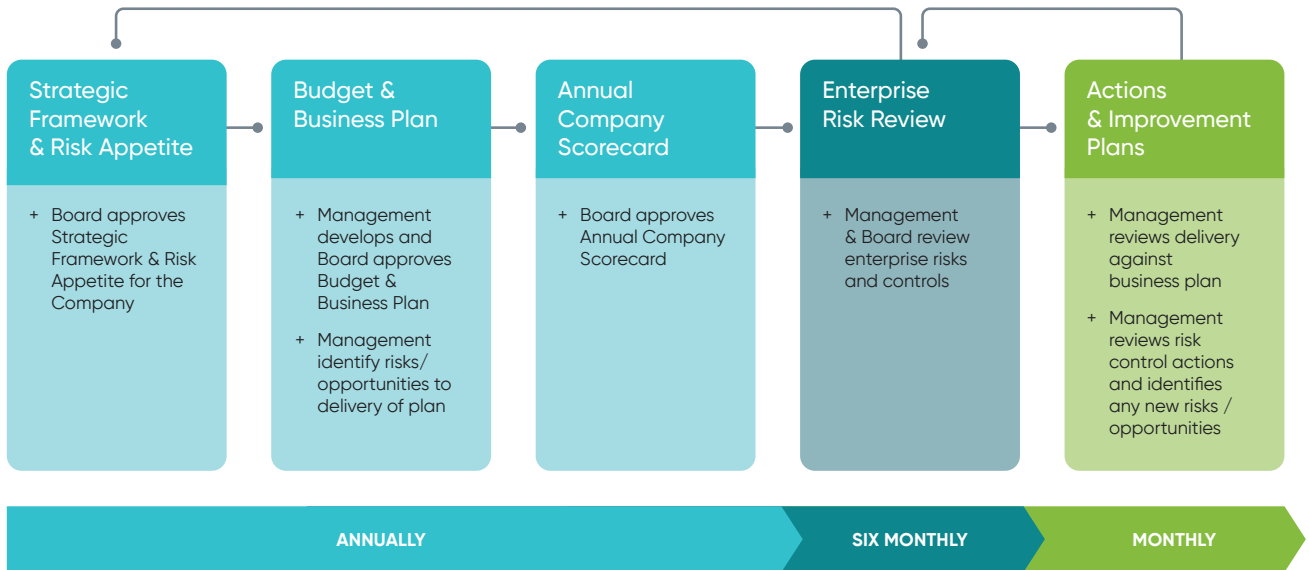 Strategic
Framework
& Risk Appetite
+ Board approves
Strategic
Framework & Risk
Appetite for the
Company
Budget &
Business Plan
+ Management
develops and
Board approves
Budget &
Business Plan
+ Management
identify risks/
opportunities to
delivery of plan
Annual
Company
Scorecard
+ Board approves
Annual Company
Scorecard
Enterprise
Risk Review
+ Management
& Board review
enterprise risks
and controls
Actions
& Improvement
Plans
+ Management
reviews delivery
against
business plan
+ Management
reviews risk
control actions
and identifies
any new risks /
opportunities
ANNUALLY
SIX MONTHLY
MONTHLY